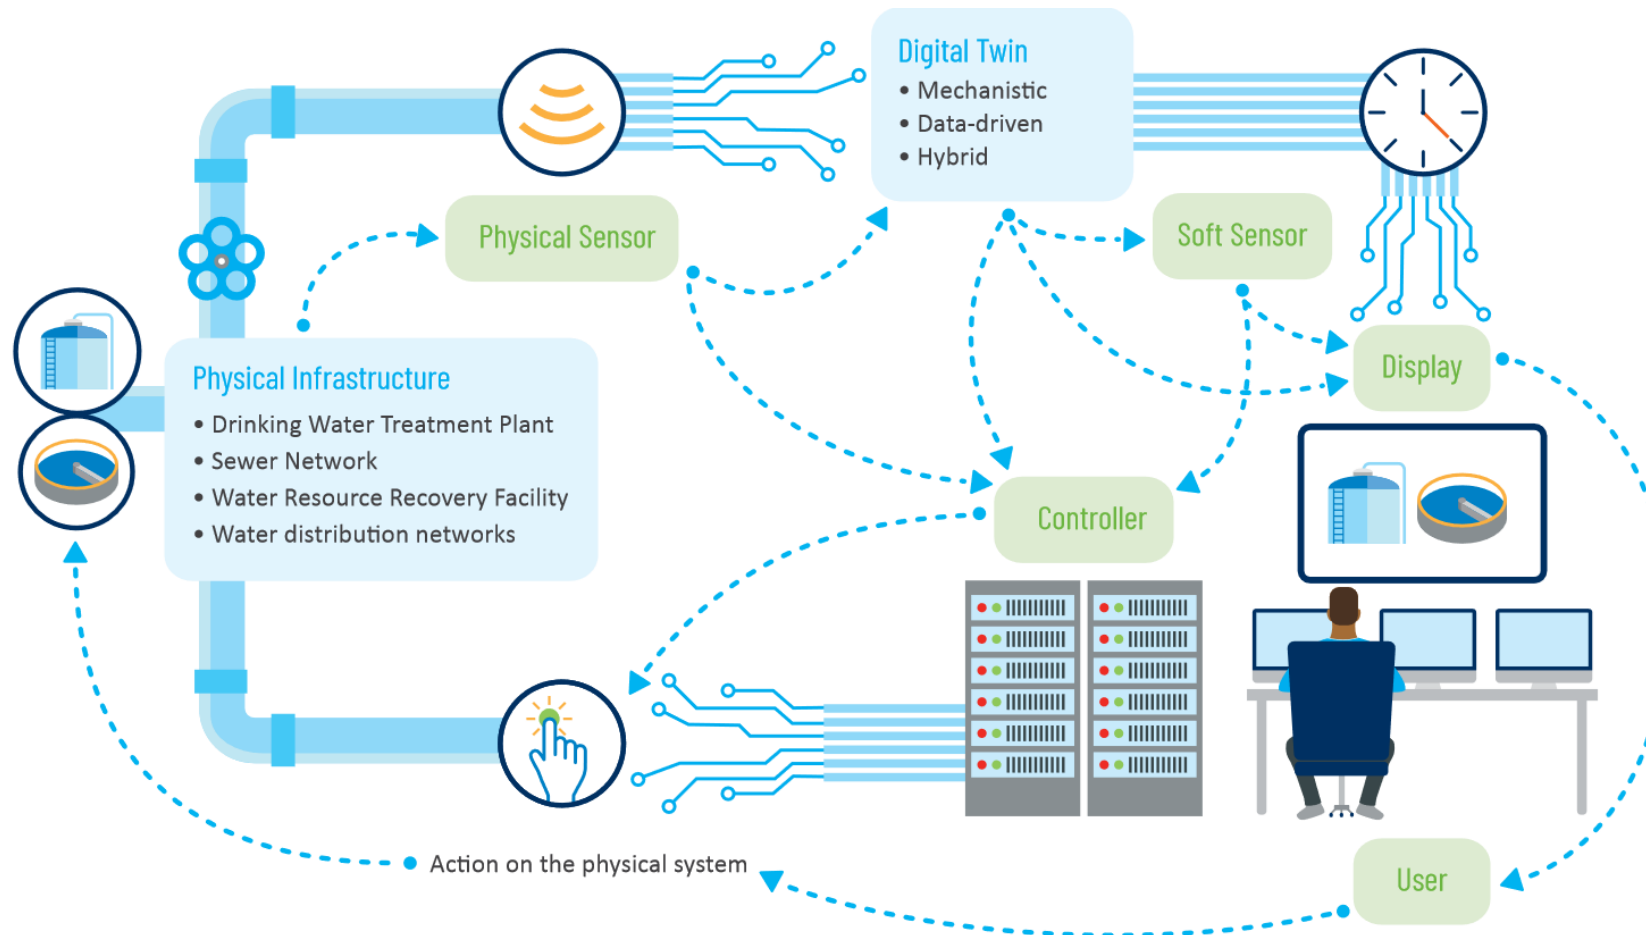 Digital Twin
• Mechanistic
• Data-driven
• Hybrid
Physical Sensor
Soft Sensor
Display
Physical Infrastructure
• Drinking Water Treatment Plant
• Sewer Network
• Water Resource Recovery Facility
• Water distribution networks
Controller
Action on the physical system
User